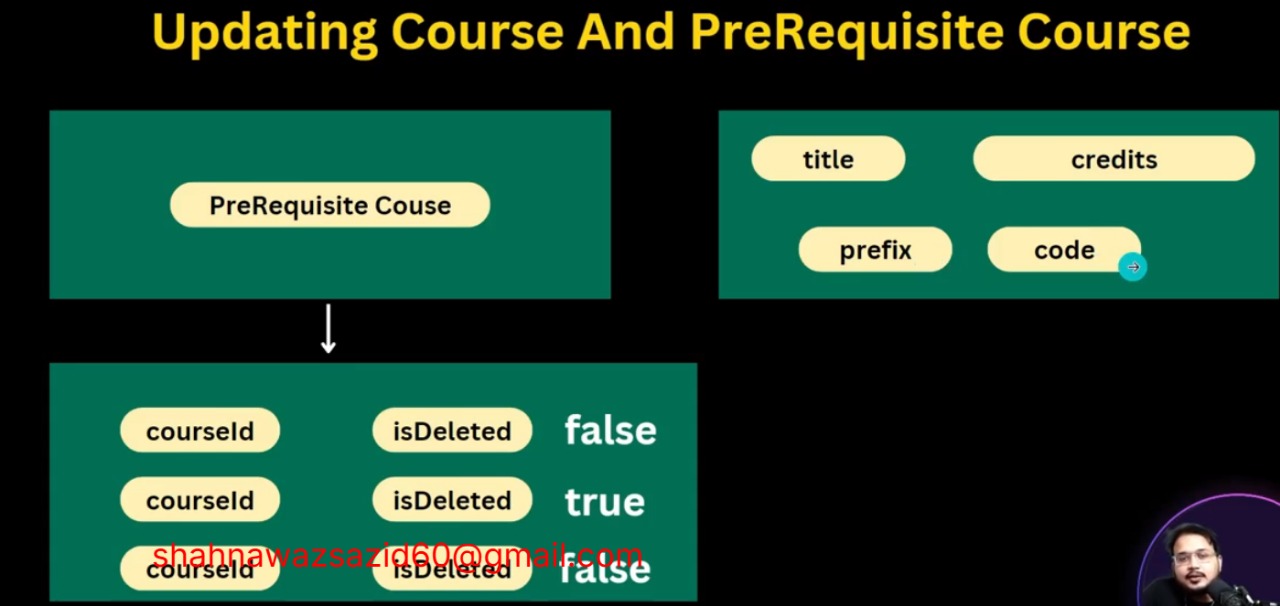 Updating Course And PreRequisite Course
PreRequisite Couse
title
credits
prefix
code
courseId
isDeleted
false
courseId
isDeleted
true
courseId
isDeleted
false
shahnawazsazid60@gmail.com